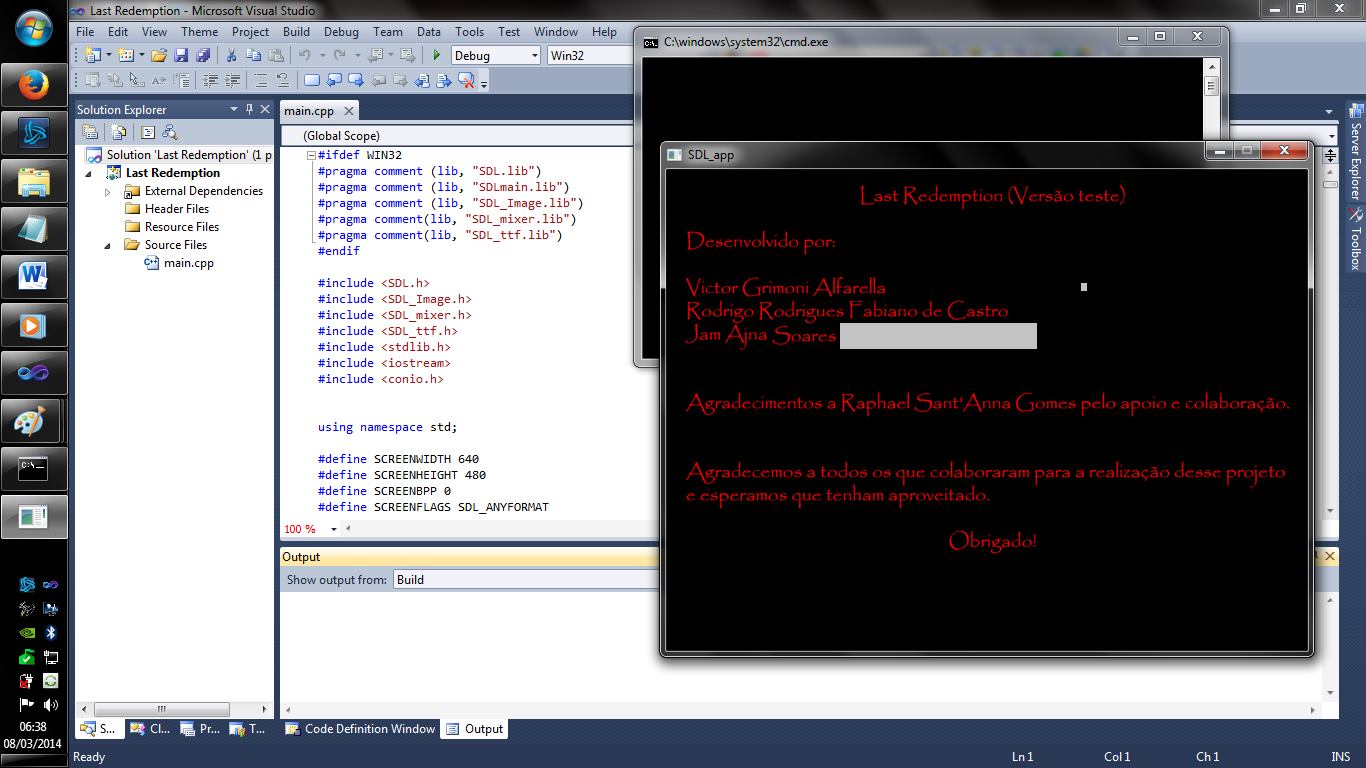 Last Redemption - Microsoft Visual Studio
File Edit View Theme Project Build Debug Team Data Tools Test Window Help
Debug Win32
Solution Explorer
Solution 'Last Redemption' (1 p
Last Redemption
External Dependencies
Header Files
Resource Files
Source Files
main.cpp
S... Cl... Pr... T...
main.cpp
(Global Scope)
#ifdef WIN32
#pragma comment (lib, "SDL.lib")
#pragma comment (lib, "SDLmain.lib")
#pragma comment (lib, "SDL_Image.lib")
#pragma comment(lib, "SDL_mixer.lib")
#pragma comment(lib, "SDL_ttf.lib")
#endif
#include <SDL.h>
#include <SDL_Image.h>
#include <SDL_mixer.h>
#include <SDL_ttf.h>
#include <stdlib.h>
#include <iostream>
#include <conio.h>
using namespace std;
#define SCREENWIDTH 640
#define SCREENHEIGHT 480
#define SCREENBPP 0
#define SCREENFLAGS SDL_ANYFORMAT
100 %
Output
Show output from: Build
Code Definition Window Output
C:\windows\system32\cmd.exe
SDL_app
Last Redemption (Versão teste)
Desenvolvido por:
Victor Grimoni Alfarella
Rodrigo Rodrigues Fabiano de Castro
Jam Ajna Soares
Agradecimentos a Raphael Sant'Anna Gomes pelo apoio e colaboração.
Agradecemos a todos os que colaboraram para a realização desse projeto
e esperamos que tenham aproveitado.
Obrigado!
Server Explorer
Toolbox
06:38
08/03/2014
Ready Ln 1 Col 1 Ch 1 INS